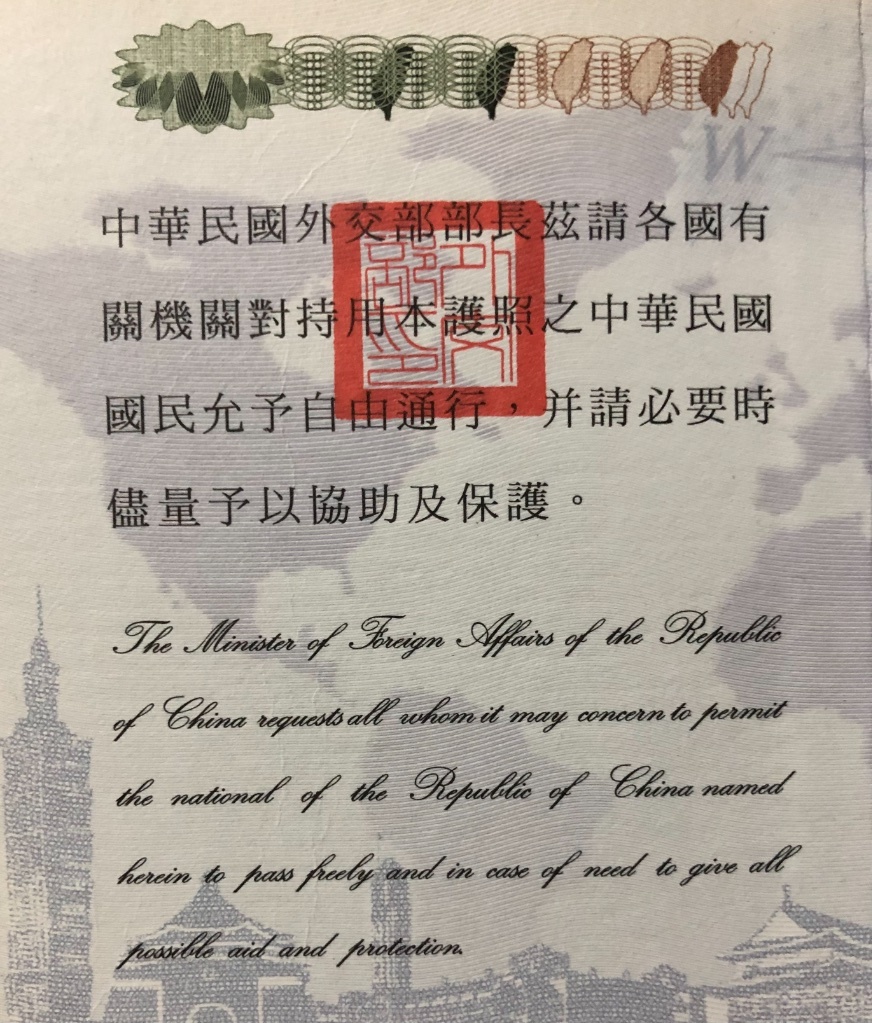 W
中華民國外交部部長茲請各國有
關機關對持用本護照之中華民國
國民允予自由通行，并請必要時
儘量予以協助及保護。
The Minister of Foreign Affairs of the Republic
of China requests all whom it may concern to permit
the national of the Republic of China named
herein to pass freely and in case of need to give all
possible aid and protection.